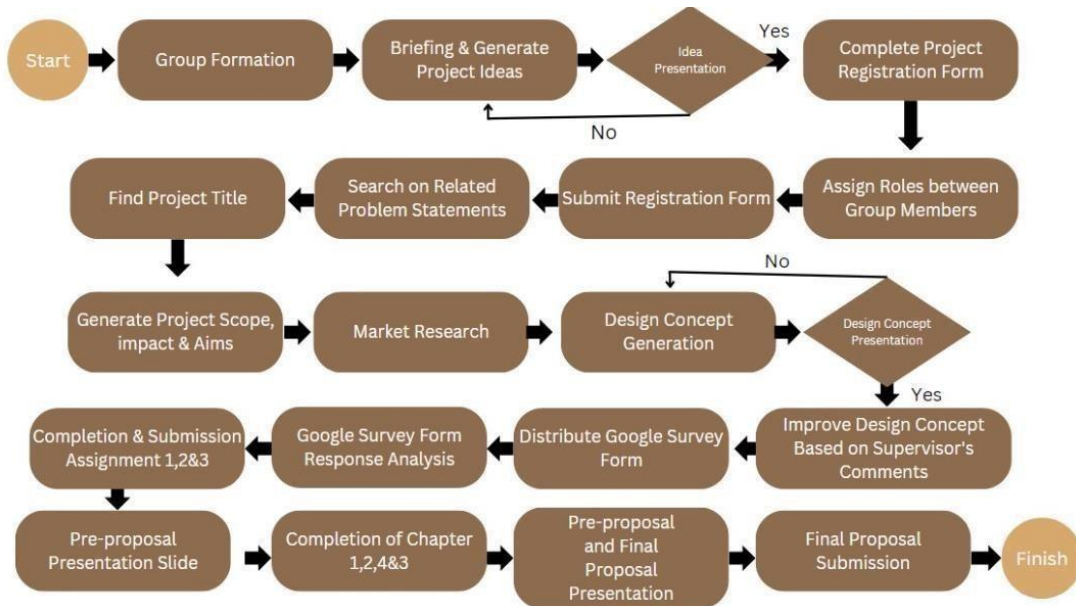 Start
Group Formation
Briefing & Generate
Project Ideas
Idea
Presentation
Yes
No
Complete Project
Registration Form
Assign Roles between
Group Members
Submit Registration Form
Search on Related
Problem Statements
Find Project Title
Generate Project Scope,
impact & Aims
Market Research
Design Concept
Generation
No
Design Concept
Presentation
Yes
Improve Design Concept
Based on Supervisor's
Comments
Distribute Google Survey
Form
Google Survey Form
Response Analysis
Completion & Submission
Assignment 1,2&3
Pre-proposal
Presentation Slide
Completion of Chapter
1,2,4&3
Pre-proposal
and Final
Proposal
Presentation
Final Proposal
Submission
Finish